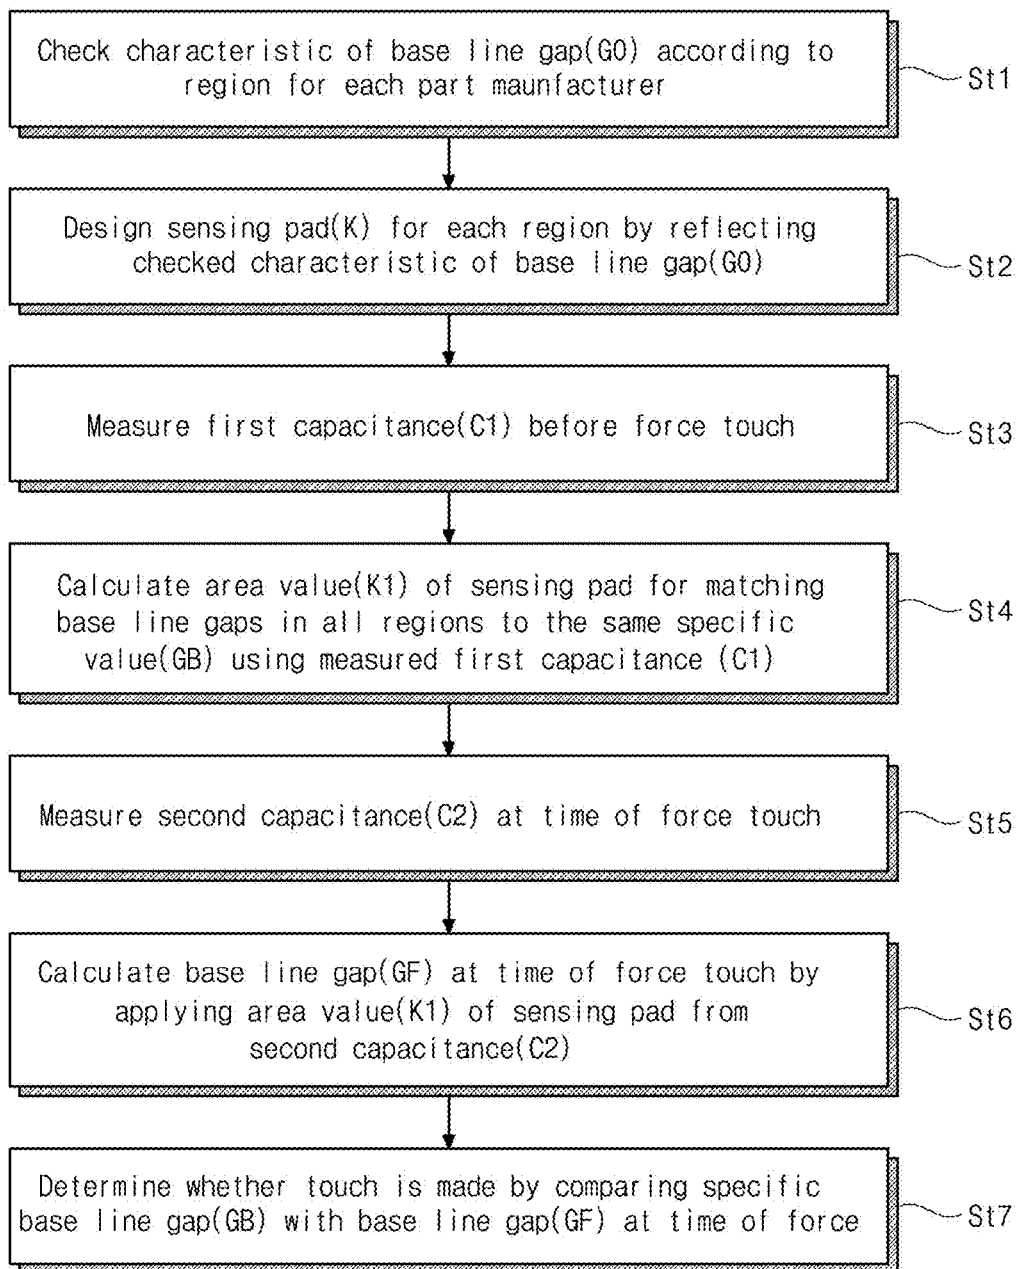 Check characteristic of base line gap(G0) according to
region for each part maunfacturer
St1
Design sensing pad(K) for each region by reflecting
checked characteristic of base line gap(G0)
St2
Measure first capacitance(C1) before force touch
St3
Calculate area value(K1) of sensing pad for matching
base line gaps in all regions to the same specific
value(GB) using measured first capacitance (C1)
St4
Measure second capacitance(C2) at time of force touch
St5
Calculate base line gap(GF) at time of force touch by
applying area value(K1) of sensing pad from
second capacitance(C2)
St6
Determine whether touch is made by comparing specific
base line gap(GB) with base line gap(GF) at time of force
St7